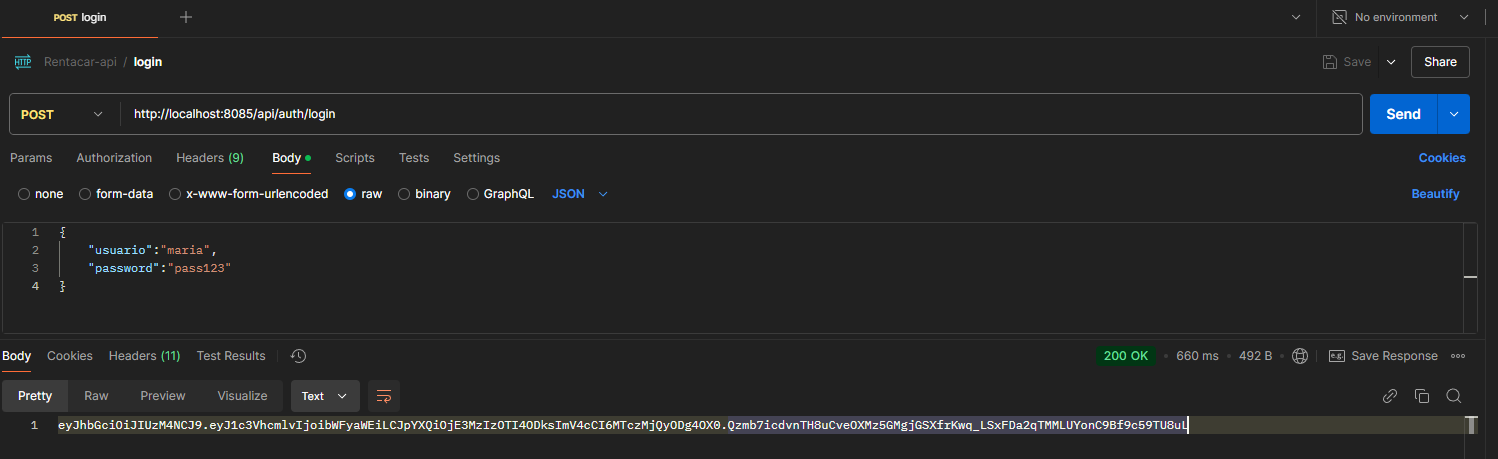 POST login
No environment
HTTP Rentacar-api / login
Save
Share
POST
http://localhost:8085/api/auth/login
Send
Params Authorization Headers (9) Body Scripts Tests Settings Cookies
none form-data x-www-form-urlencoded raw binary GraphQL JSON Beautify
1 {
2 "usuario":"maria",
3 "password":"pass123"
4 }
Body Cookies Headers (11) Test Results 200 OK 660 ms 492 B e.g. Save Response
Pretty Raw Preview Visualize Text
1 eyJhbGciOiJIUzM4NCJ9.eyJ1c3VhcmlvIjoibWFyaWEiLCJpYXQiOjE3MzIzOTI4ODksImV4cCI6MTczMjQyODg4OX0.Qzmb7icdvnTH8uCveOXMz5GMgjGSXfrKwq_LSxFDa2qTMMLUYonC9Bf9c59TU8uL